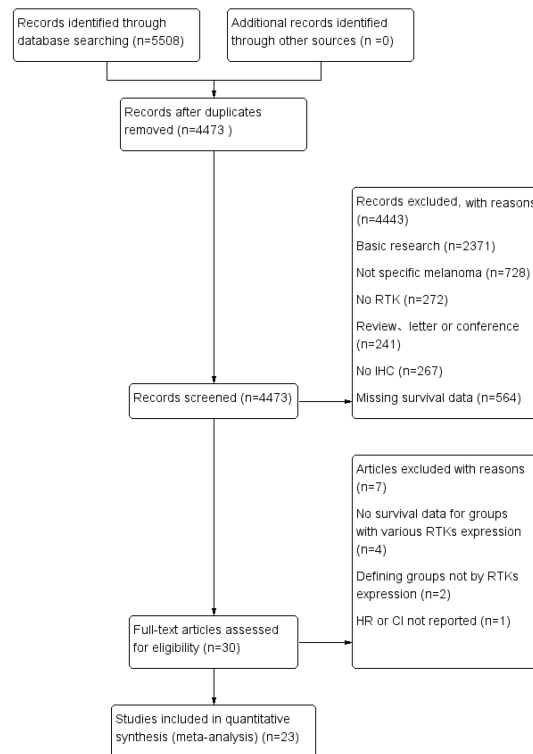 Records identified through
database searching (n=5508)
Additional records identified
through other sources (n =0)
Records after duplicates
removed (n=4473 )
Records excluded, with reasons
(n=4443)
Basic research (n=2371)
Not specific melanoma (n=728)
No RTK (n=272)
Review、letter or conference
(n=241)
No IHC (n=267)
Missing survival data (n=564)
Records screened (n=4473)
Articles excluded with reasons
(n=7)
No survival data for groups
with various RTKs expression
(n=4)
Defining groups not by RTKs
expression (n=2)
HR or CI not reported (n=1)
Full-text articles assessed
for eligibility (n=30)
Studies included in quantitative
synthesis (meta-analysis) (n=23)